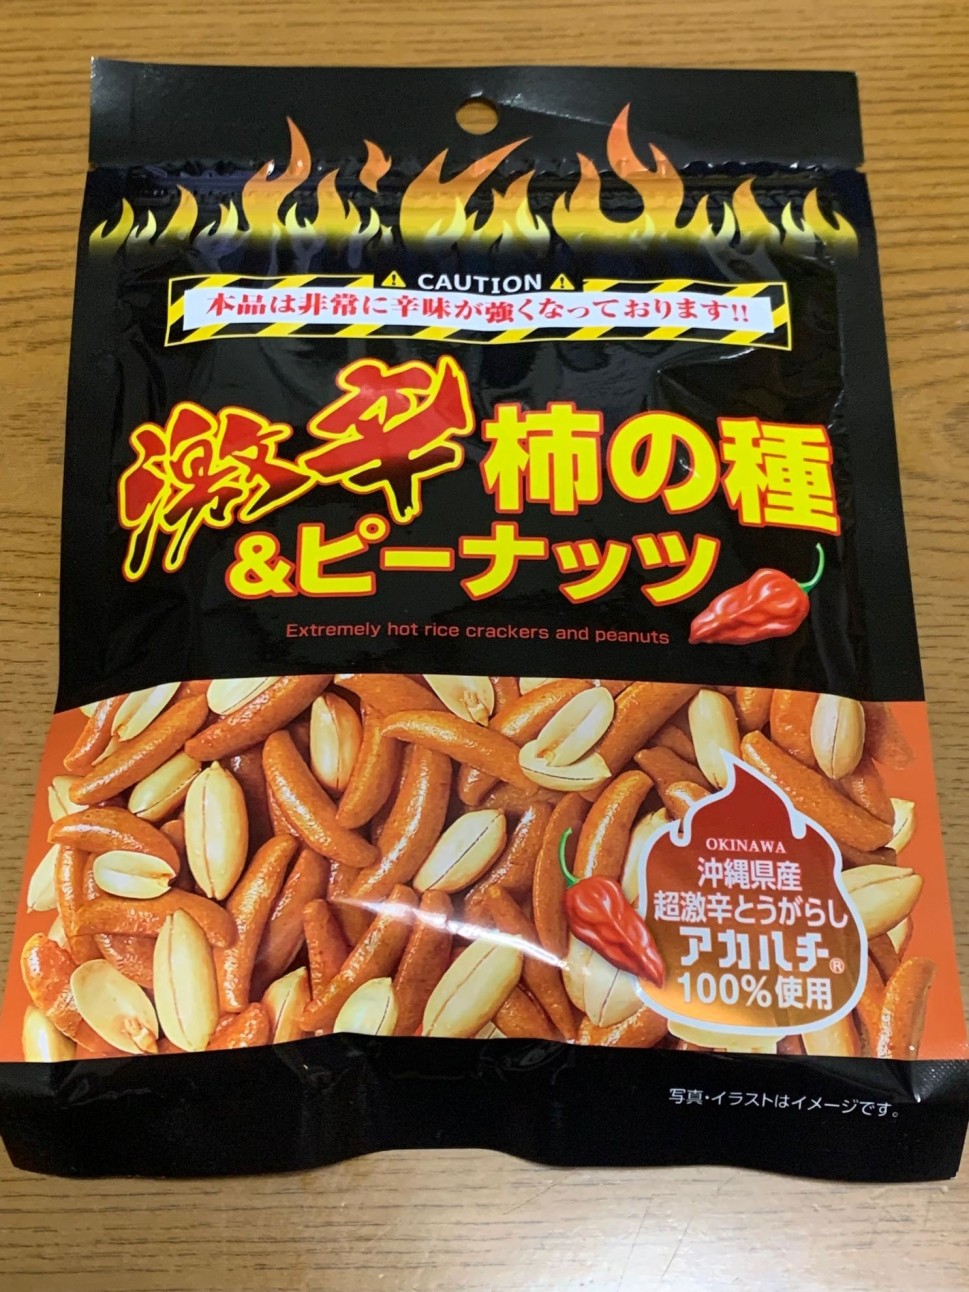 CAUTION
本品は非常に辛味が強くなっております!!
激辛柿の種
&ピーナッツ
Extremely hot rice crackers and peanuts
OKINAWA
沖縄県産
超激辛とうがらし
アカハチ®
100%使用
写真・イラストはイメージです。